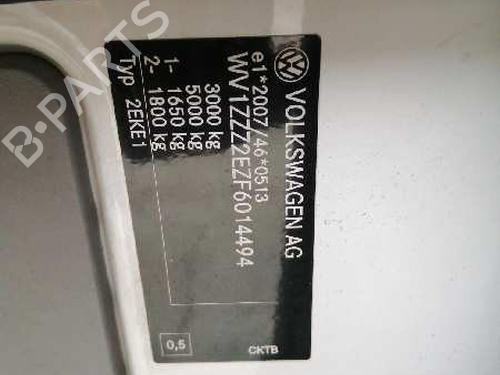 VOLKSWAGEN AG
e1*2007/46*0513
WV1ZZZ2EZF6014494
3000 kg
5000 kg
1- 1650 kg
2- 1800 kg
Typ 2EKE1
0,5
CKTB
B-PARTS